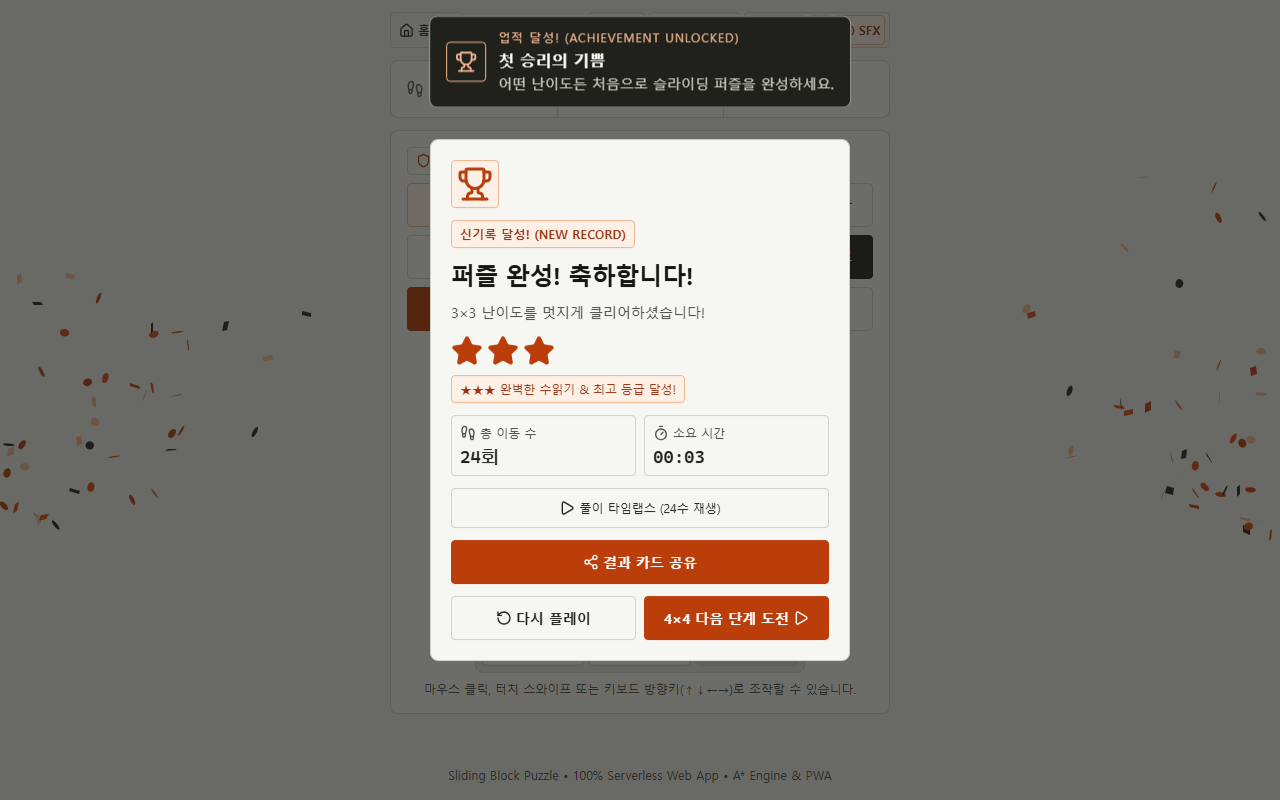 홈
SFX
업적 달성! (ACHIEVEMENT UNLOCKED)
첫 승리의 기쁨
어떤 난이도든 처음으로 슬라이딩 퍼즐을 완성하세요.
신기록 달성! (NEW RECORD)
퍼즐 완성! 축하합니다!
3×3 난이도를 멋지게 클리어하셨습니다!
★★★ 완벽한 수읽기 & 최고 등급 달성!
총 이동 수
24회
소요 시간
00:03
풀이 타임랩스 (24수 재생)
결과 카드 공유
다시 플레이
4×4 다음 단계 도전
마우스 클릭, 터치 스와이프 또는 키보드 방향키(↑↓←→)로 조작할 수 있습니다.
Sliding Block Puzzle • 100% Serverless Web App • A* Engine & PWA